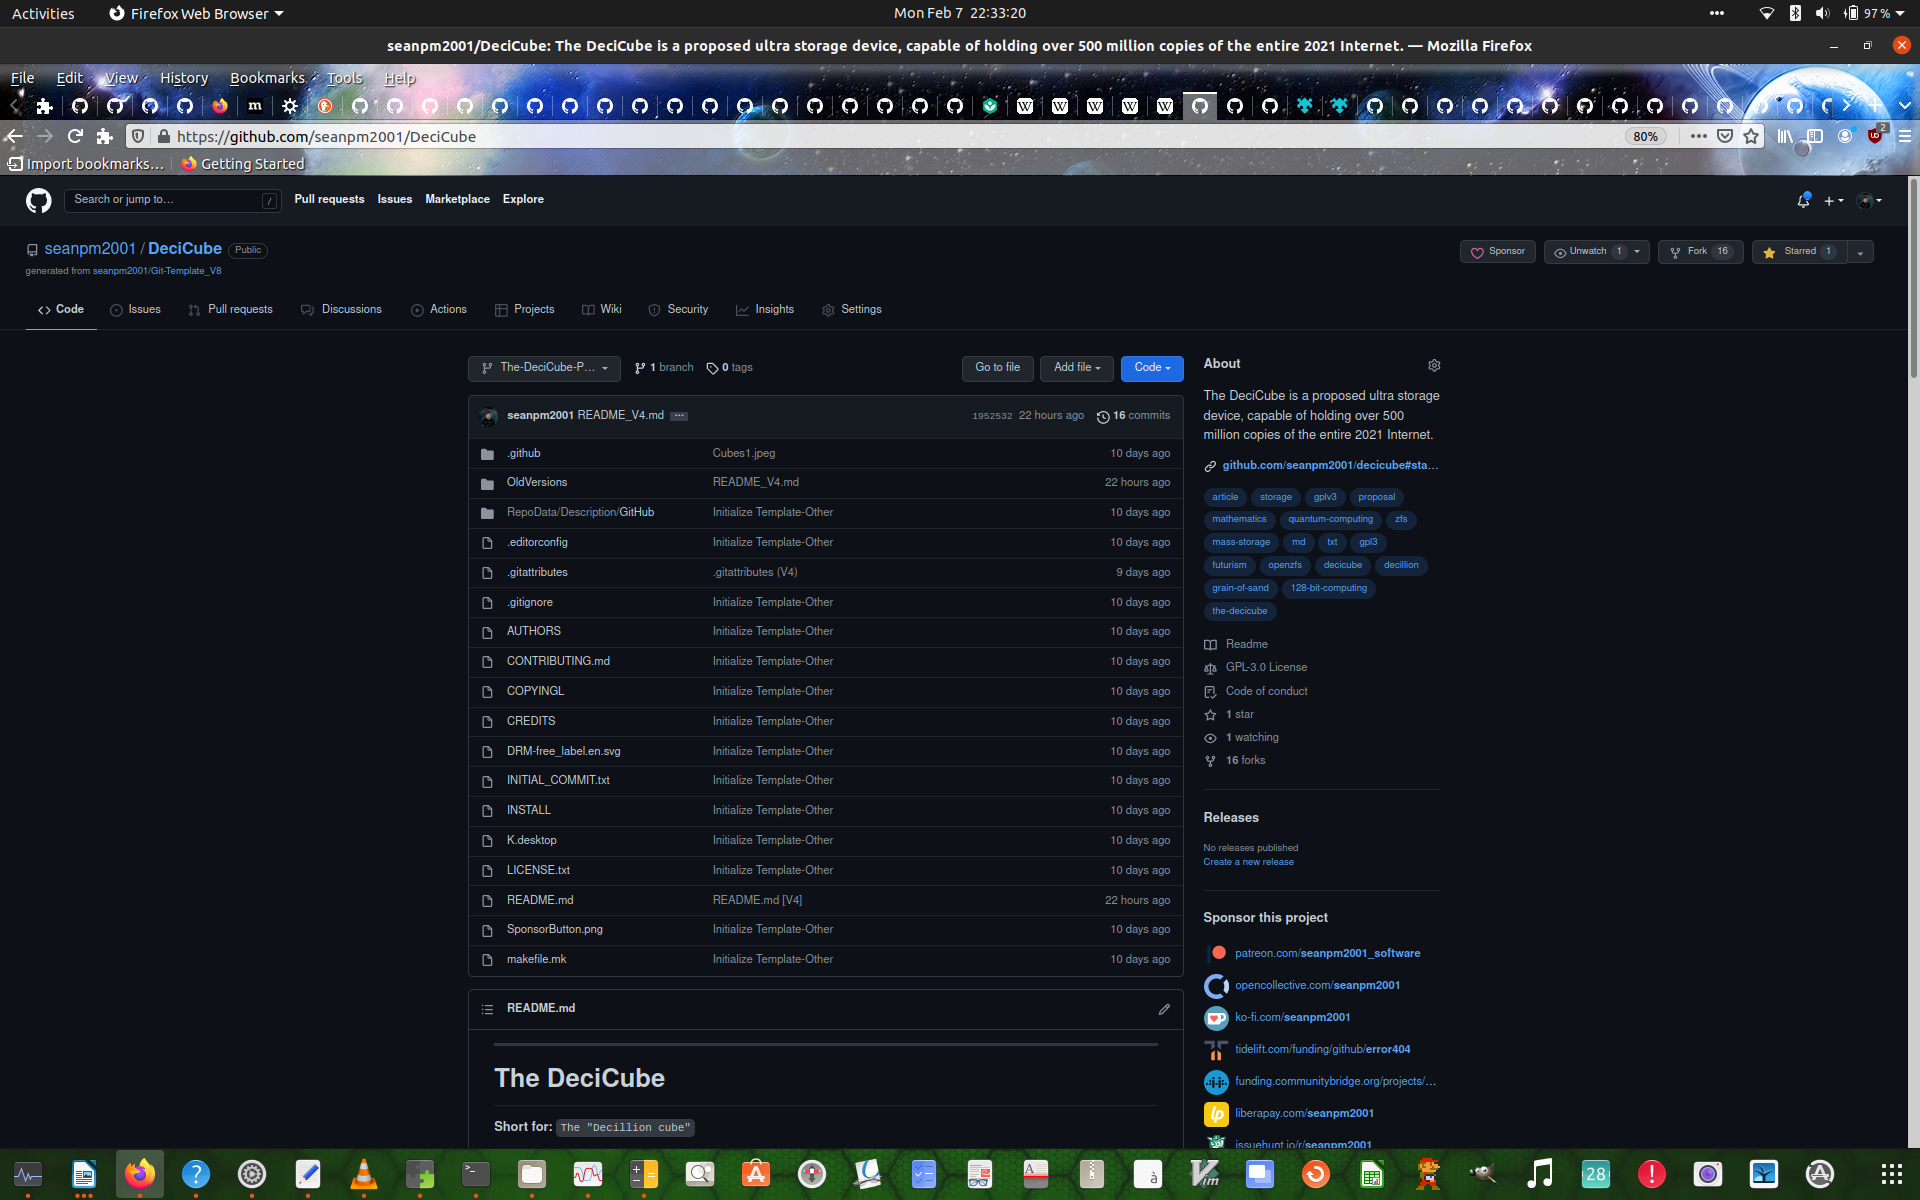 Activities Firefox Web Browser Mon Feb 7 22:33:20 97 %
seanpm2001/DeciCube: The DeciCube is a proposed ultra storage device, capable of holding over 500 million copies of the entire 2021 Internet. — Mozilla Firefox
File Edit View History Bookmarks Tools Help
https://github.com/seanpm2001/DeciCube 80% 2
Import bookmarks... Getting Started
Search or jump to... / Pull requests Issues Marketplace Explore
seanpm2001 / DeciCube Public Sponsor Unwatch 1 Fork 16 Starred 1
generated from seanpm2001/Git-Template_V8
Code Issues Pull requests Discussions Actions Projects Wiki Security Insights Settings
The-DeciCube-P... 1 branch 0 tags Go to file Add file Code
seanpm2001 README_V4.md ... 1952532 22 hours ago 16 commits
.github Cubes1.jpeg 10 days ago
OldVersions README_V4.md 22 hours ago
RepoData/Description/GitHub Initialize Template-Other 10 days ago
.editorconfig Initialize Template-Other 10 days ago
.gitattributes .gitattributes (V4) 9 days ago
.gitignore Initialize Template-Other 10 days ago
AUTHORS Initialize Template-Other 10 days ago
CONTRIBUTING.md Initialize Template-Other 10 days ago
COPYINGL Initialize Template-Other 10 days ago
CREDITS Initialize Template-Other 10 days ago
DRM-free_label.en.svg Initialize Template-Other 10 days ago
INITIAL_COMMIT.txt Initialize Template-Other 10 days ago
INSTALL Initialize Template-Other 10 days ago
K.desktop Initialize Template-Other 10 days ago
LICENSE.txt Initialize Template-Other 10 days ago
README.md README.md [V4] 22 hours ago
SponsorButton.png Initialize Template-Other 10 days ago
makefile.mk Initialize Template-Other 10 days ago
README.md
The DeciCube
Short for: The "Decillion cube"
About
The DeciCube is a proposed ultra storage
device, capable of holding over 500
million copies of the entire 2021 Internet.
github.com/seanpm2001/decicube#sta...
article storage gplv3 proposal
mathematics quantum-computing zfs
mass-storage md txt gpl3
futurism openzfs decicube decillion
grain-of-sand 128-bit-computing
the-decicube
Readme
GPL-3.0 License
Code of conduct
1 star
1 watching
16 forks
Releases
No releases published
Create a new release
Sponsor this project
patreon.com/seanpm2001_software
opencollective.com/seanpm2001
ko-fi.com/seanpm2001
tidelift.com/funding/github/error404
funding.communitybridge.org/projects/...
liberapay.com/seanpm2001
issuehunt.io/r/seanpm2001
28